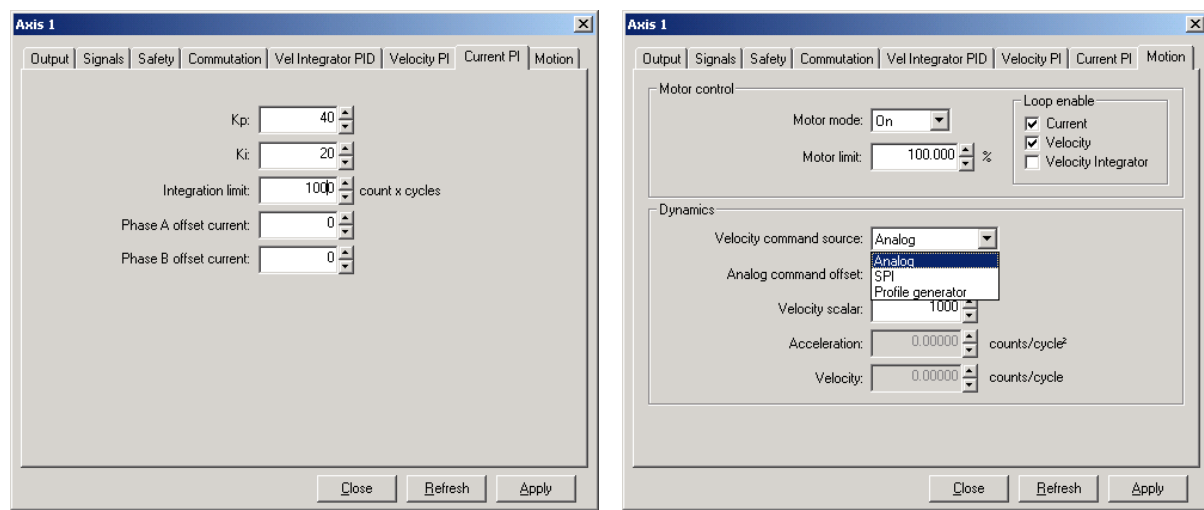 Axis 1
Output Signals Safety Commutation Vel Integrator PID Velocity PI Current PI Motion
Kp: 40
Ki: 20
Integration limit: 1000 count x cycles
Phase A offset current: 0
Phase B offset current: 0
Close Refresh Apply
Axis 1
Output Signals Safety Commutation Vel Integrator PID Velocity PI Current PI Motion
Motor control
Motor mode: On
Motor limit: 100.000 %
Loop enable
Current
Velocity
Velocity Integrator
Dynamics
Velocity command source: Analog
Analog
Analog command offset: SPI
Profile generator
Velocity scalar: 1000
Acceleration: 0.00000 counts/cycle²
Velocity: 0.00000 counts/cycle
Close Refresh Apply